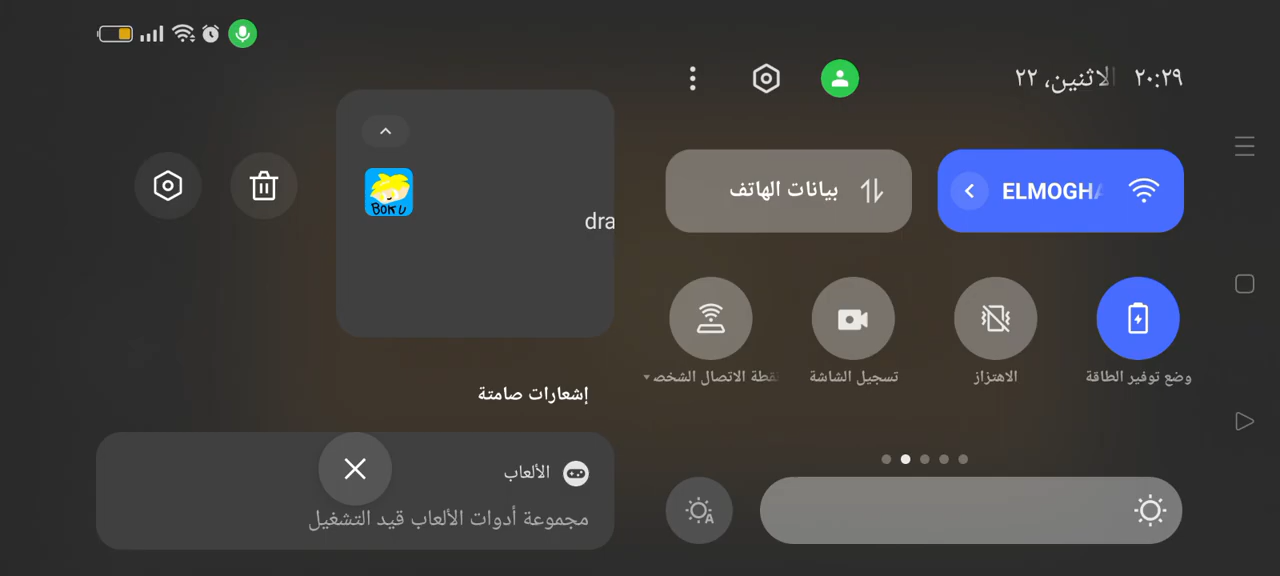 ٢٠:٢٩ الاثنين، ٢٢
ELMOGHA
بيانات الهاتف
وضع توفير الطاقة
الاهتزاز
تسجيل الشاشة
نقطة الاتصال الشخص
BOKU
dra
إشعارات صامتة
الألعاب
مجموعة أدوات الألعاب قيد التشغيل